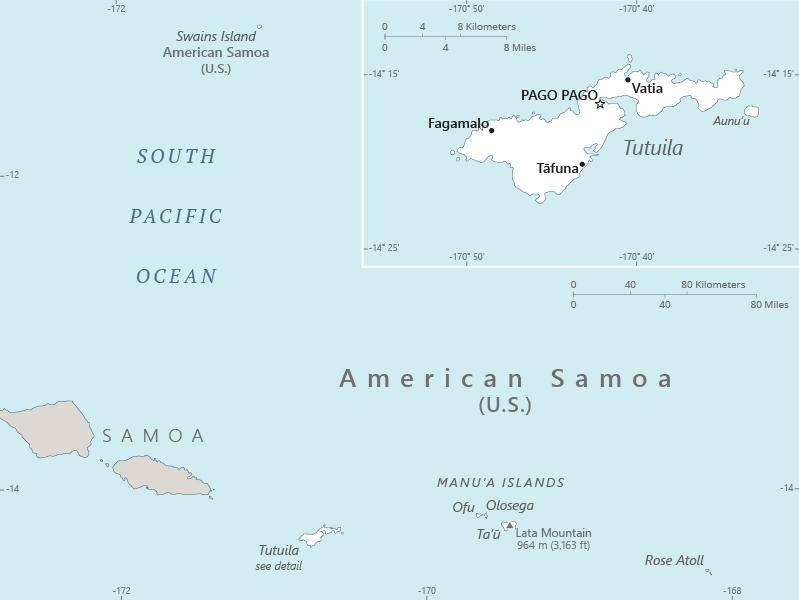 -172
Swains Island
American Samoa
(U.S.)
-170° 50'
-170° 40'
0 4 8 Kilometers
0 4 8 Miles
-14° 15'
-14° 15'
PAGO PAGO
Vatia
Fagamalo
Aunu'u
Tutuila
Tāfuna
-12
SOUTH
PACIFIC
OCEAN
-14° 25'
-14° 25'
-170° 50'
-170° 40'
0 40 80 Kilometers
0 40 80 Miles
American Samoa
(U.S.)
SAMOA
-14
-14
MANU'A ISLANDS
Ofu
Olosega
Ta'ū
Lata Mountain
964 m (3,163 ft)
Tutuila
see detail
Rose Atoll
-172
-170
-168